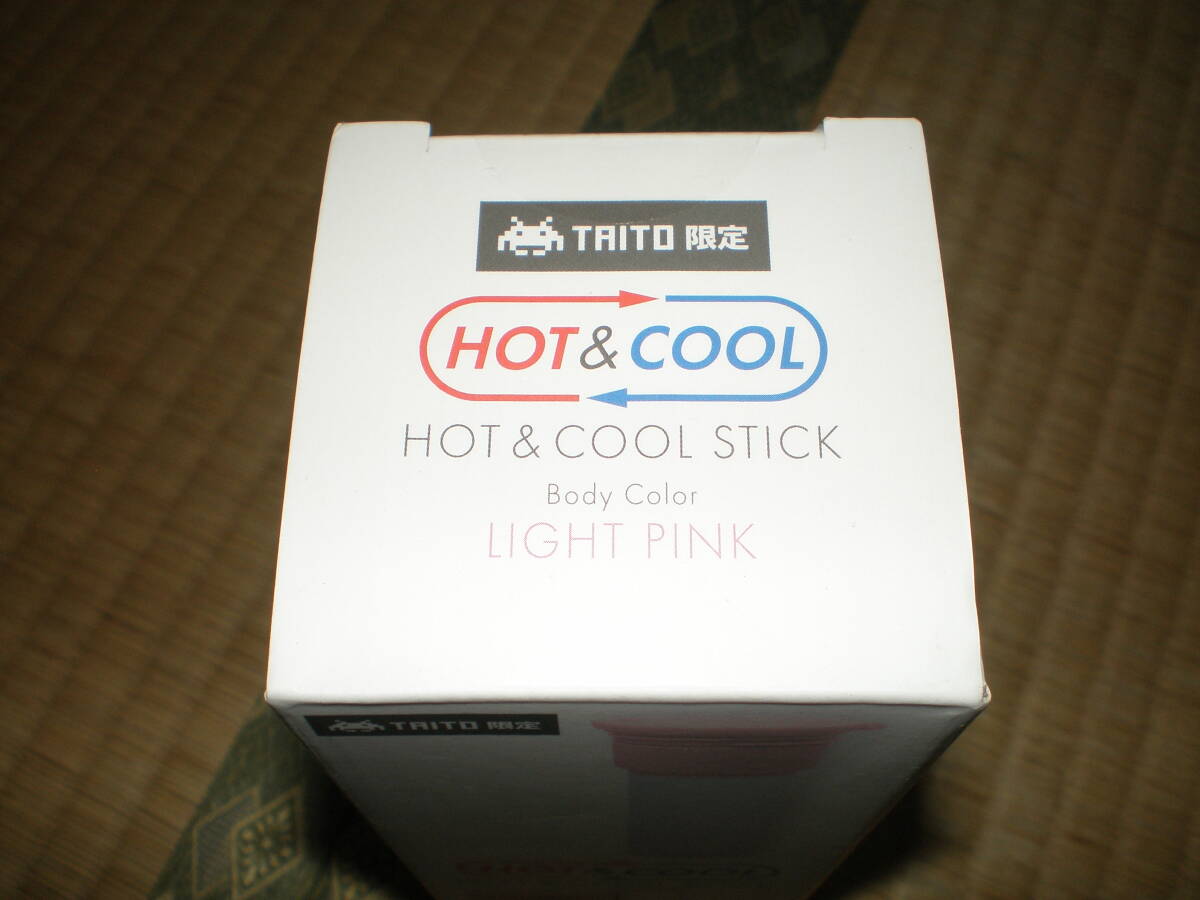 TAITO 限定
HOT & COOL
HOT & COOL STICK
Body Color
LIGHT PINK
TAITO 限定